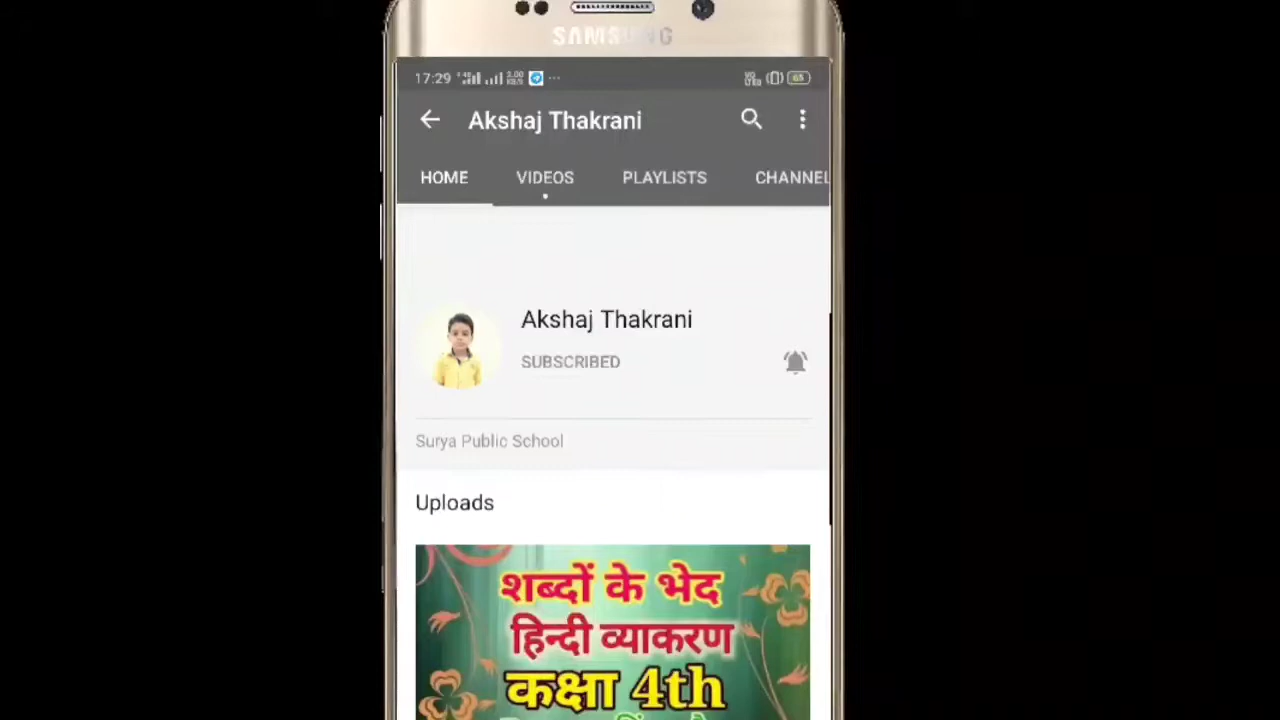 SAMSUNG
17:29
Akshaj Thakrani
HOME VIDEOS PLAYLISTS CHANNEL
Akshaj Thakrani
SUBSCRIBED
Surya Public School
Uploads
शब्दों के भेद
हिन्दी व्याकरण
कक्षा 4th